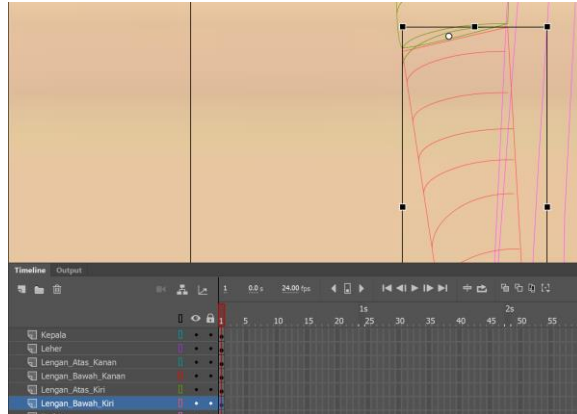 Timeline Output
1 0.0 s 24.00 fps
1s 2s
1 5 10 15 20 25 30 35 40 45 50 55
Kepala
Leher
Lengan_Atas_Kanan
Lengan_Bawah_Kanan
Lengan_Atas_Kiri
Lengan_Bawah_Kiri